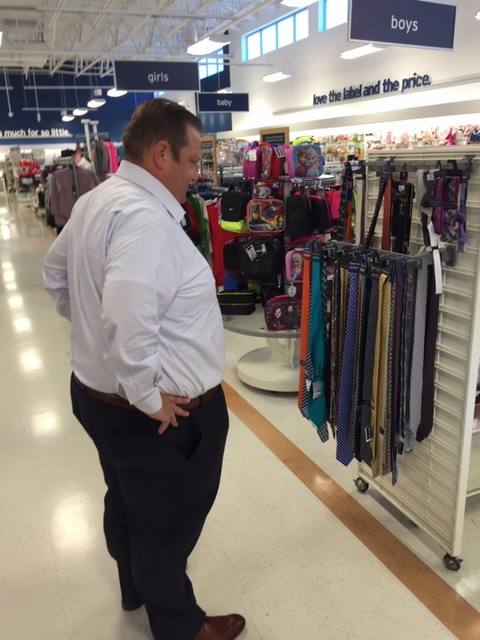 boys
girls
baby
love the label and the price.
much for so little.